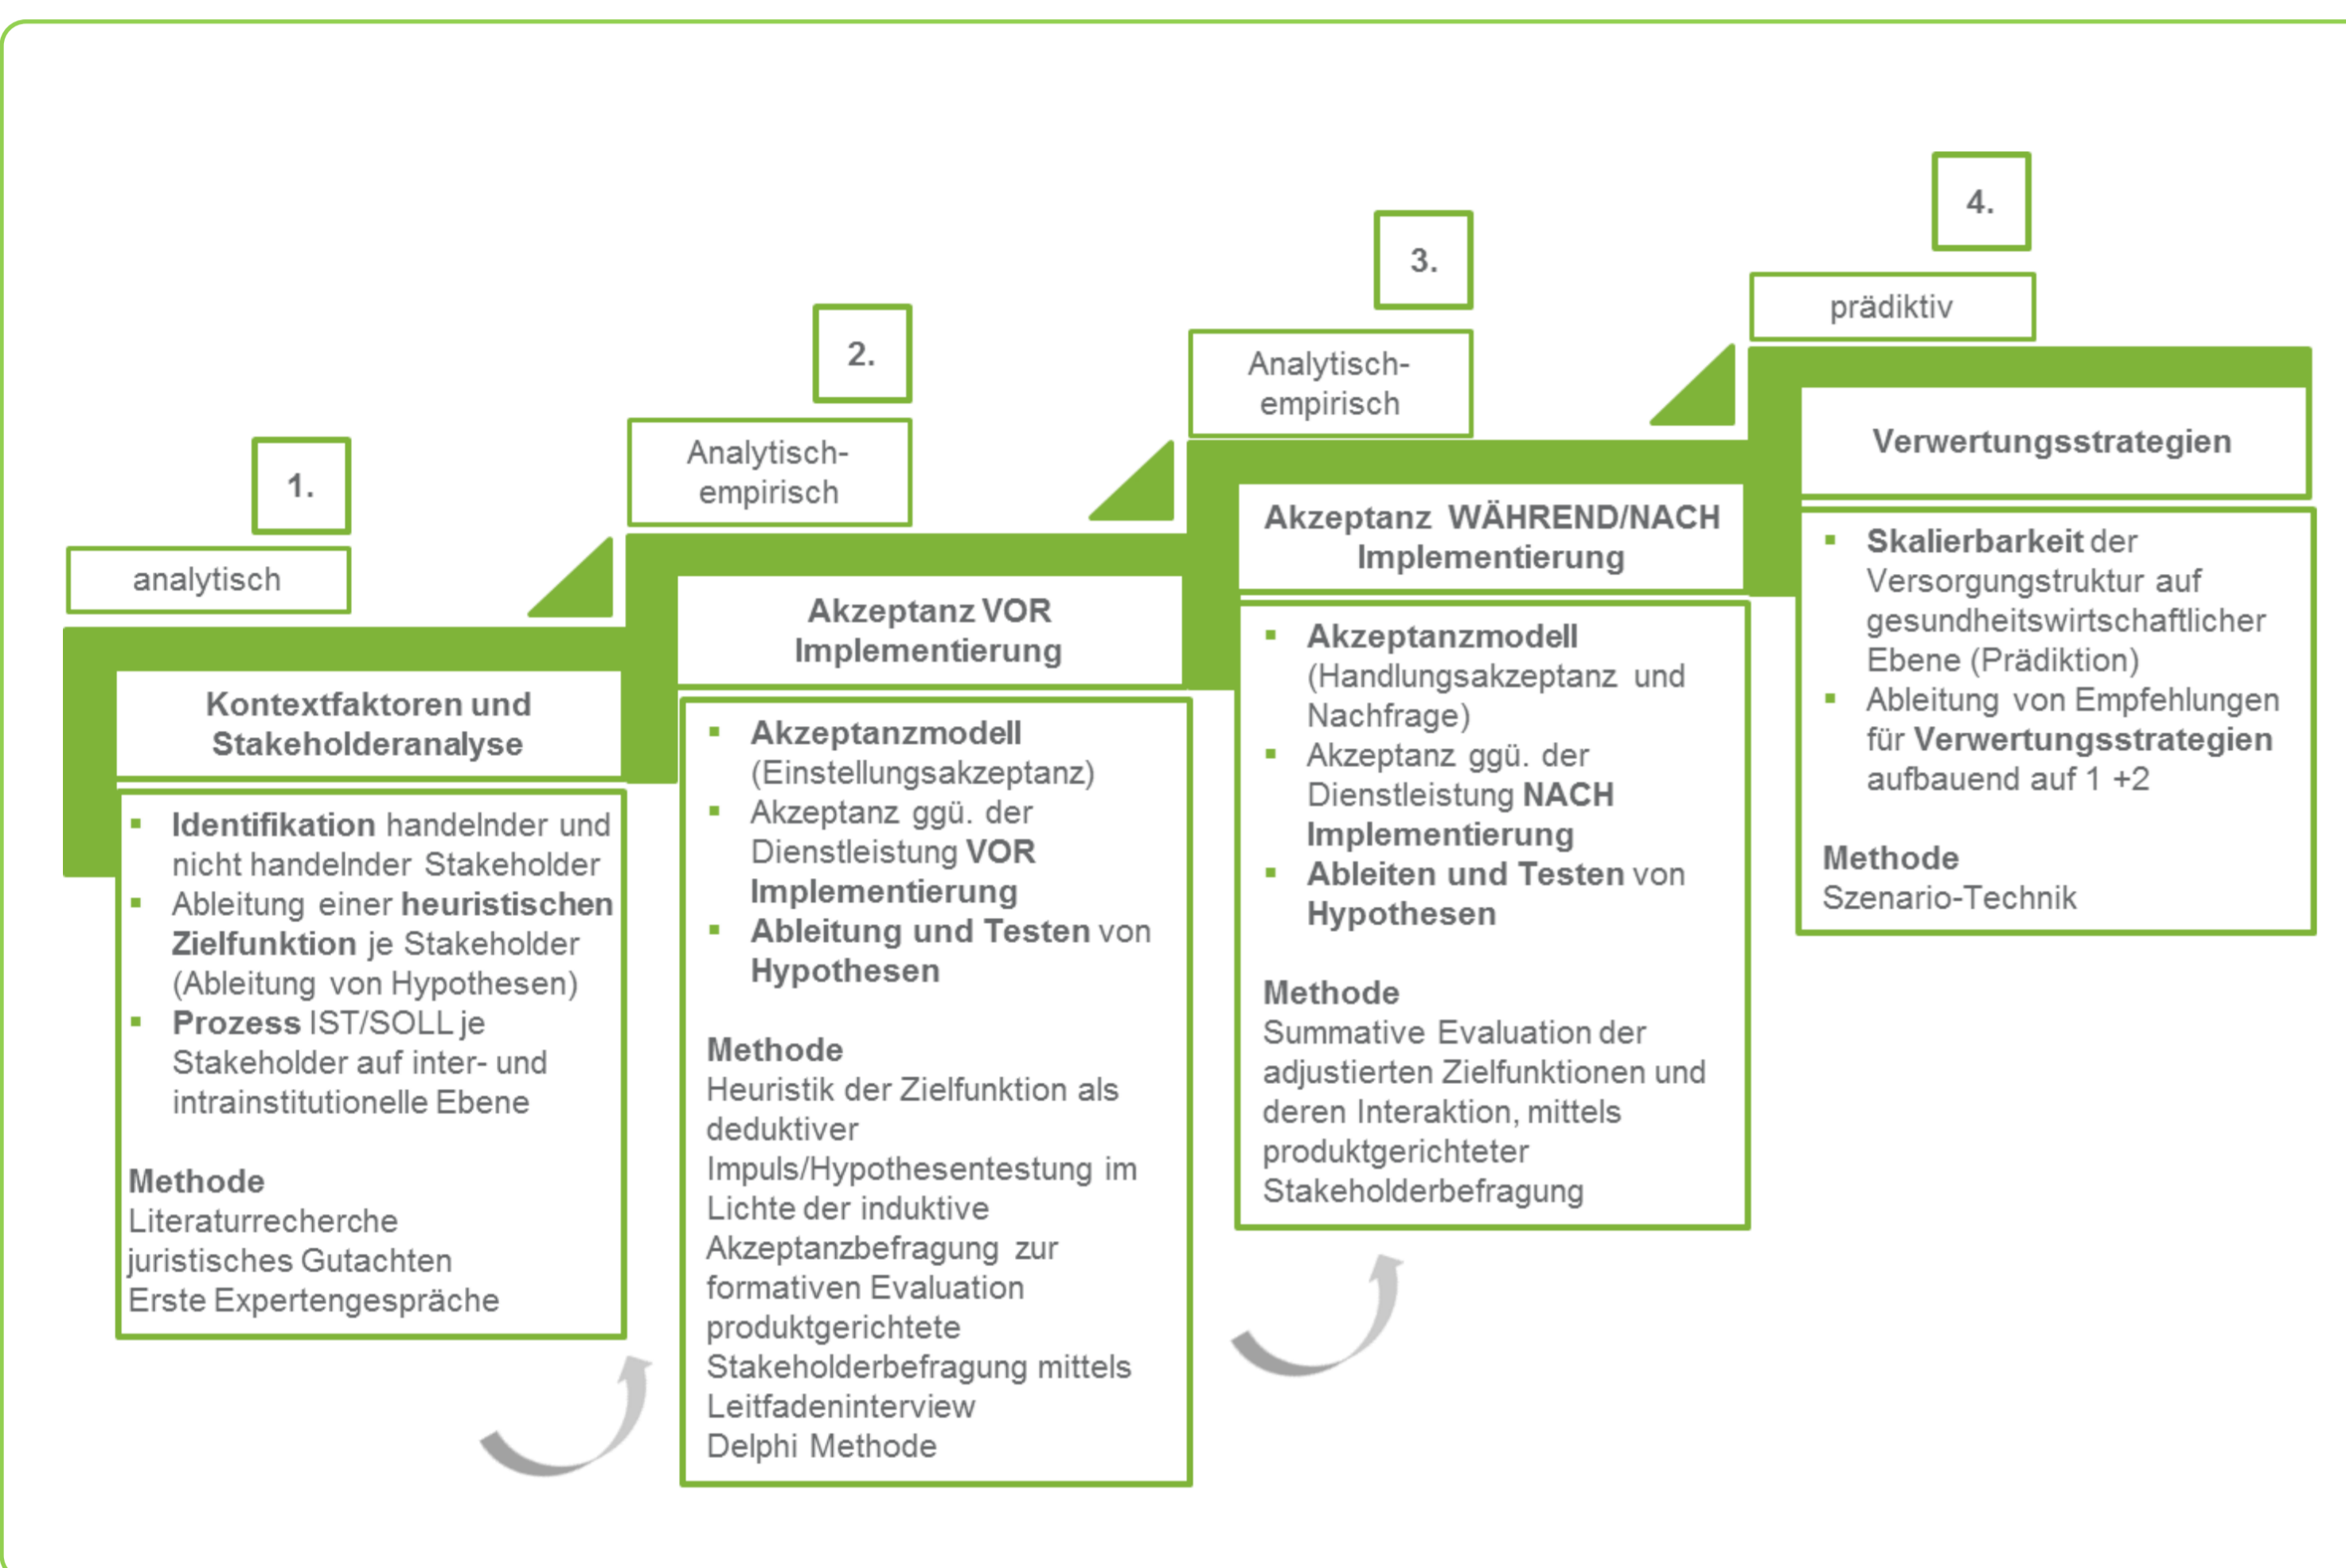 1.
analytisch
Kontextfaktoren und
Stakeholderanalyse
▪ Identifikation handelnder und
nicht handelnder Stakeholder
▪ Ableitung einer heuristischen
Zielfunktion je Stakeholder
(Ableitung von Hypothesen)
▪ Prozess IST/SOLL je
Stakeholder auf inter- und
intrainstitutionelle Ebene
Methode
Literaturrecherche
juristisches Gutachten
Erste Expertengespräche
2.
Analytisch-
empirisch
Akzeptanz VOR
Implementierung
▪ Akzeptanzmodell
(Einstellungsakzeptanz)
▪ Akzeptanz ggü. der
Dienstleistung VOR
Implementierung
▪ Ableitung und Testen von
Hypothesen
Methode
Heuristik der Zielfunktion als
deduktiver
Impuls/Hypothesentestung im
Lichte der induktive
Akzeptanzbefragung zur
formativen Evaluation
produktgerichtete
Stakeholderbefragung mittels
Leitfadeninterview
Delphi Methode
3.
Analytisch-
empirisch
Akzeptanz WÄHREND/NACH
Implementierung
▪ Akzeptanzmodell
(Handlungsakzeptanz und
Nachfrage)
▪ Akzeptanz ggü. der
Dienstleistung NACH
Implementierung
▪ Ableiten und Testen von
Hypothesen
Methode
Summative Evaluation der
adjustierten Zielfunktionen und
deren Interaktion, mittels
produktgerichteter
Stakeholderbefragung
4.
prädiktiv
Verwertungsstrategien
▪ Skalierbarkeit der
Versorgungstruktur auf
gesundheitswirtschaftlicher
Ebene (Prädiktion)
▪ Ableitung von Empfehlungen
für Verwertungsstrategien
aufbauend auf 1 +2
Methode
Szenario-Technik